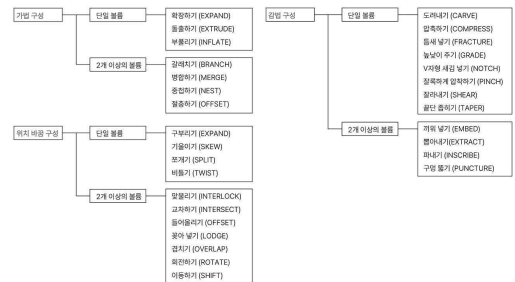 가법 구성
단일 볼륨
확장하기 (EXPAND)
돌출하기 (EXTRUDE)
부풀리기 (INFLATE)
2개 이상의 볼륨
갈래치기 (BRANCH)
병합하기 (MERGE)
중첩하기 (NEST)
절충하기 (OFFSET)
위치 바꿈 구성
단일 볼륨
구부리기 (EXPAND)
기울이기 (SKEW)
쪼개기 (SPLIT)
비틀기 (TWIST)
2개 이상의 볼륨
맞물리기 (INTERLOCK)
교차하기 (INTERSECT)
들어올리기 (OFFSET)
꽂아 넣기 (LODGE)
겹치기 (OVERLAP)
회전하기 (ROTATE)
이동하기 (SHIFT)
감법 구성
단일 볼륨
도려내기 (CARVE)
압축하기 (COMPRESS)
틈새 넣기 (FRACTURE)
높낮이 주기 (GRADE)
V자형 새김 넣기 (NOTCH)
잘록하게 압착하기 (PINCH)
잘라내기 (SHEAR)
끝단 좁히기 (TAPER)
2개 이상의 볼륨
끼워 넣기 (EMBED)
뽑아내기(EXTRACT)
파내기 (INSCRIBE)
구멍 뚫기 (PUNCTURE)